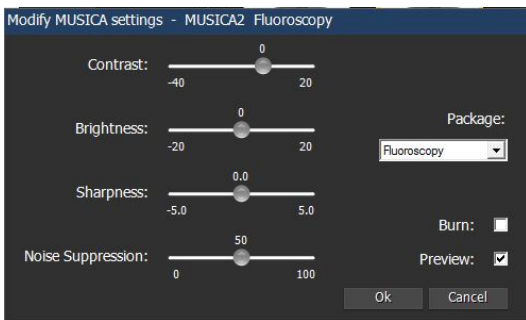 Modify MUSICA settings - MUSICA2 Fluoroscopy
0
Contrast:
-40 20
0
Brightness:
-20 20
Package:
Fluoroscopy
0.0
Sharpness:
-5.0 5.0
Burn:
50
Noise Suppression:
0 100
Preview:
Ok Cancel